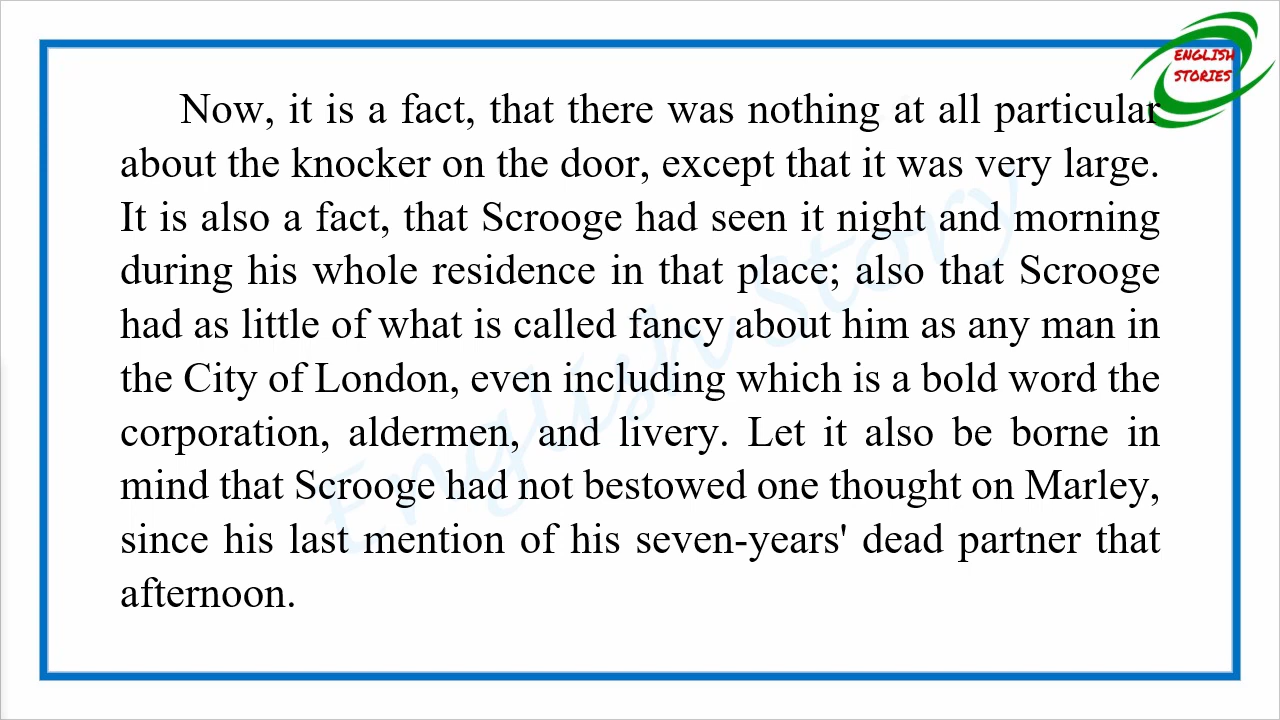 ENGLISH
STORIES
Now, it is a fact, that there was nothing at all particular
about the knocker on the door, except that it was very large.
It is also a fact, that Scrooge had seen it night and morning
during his whole residence in that place; also that Scrooge
had as little of what is called fancy about him as any man in
the City of London, even including which is a bold word the
corporation, aldermen, and livery. Let it also be borne in
mind that Scrooge had not bestowed one thought on Marley,
since his last mention of his seven-years' dead partner that
afternoon.
English Story